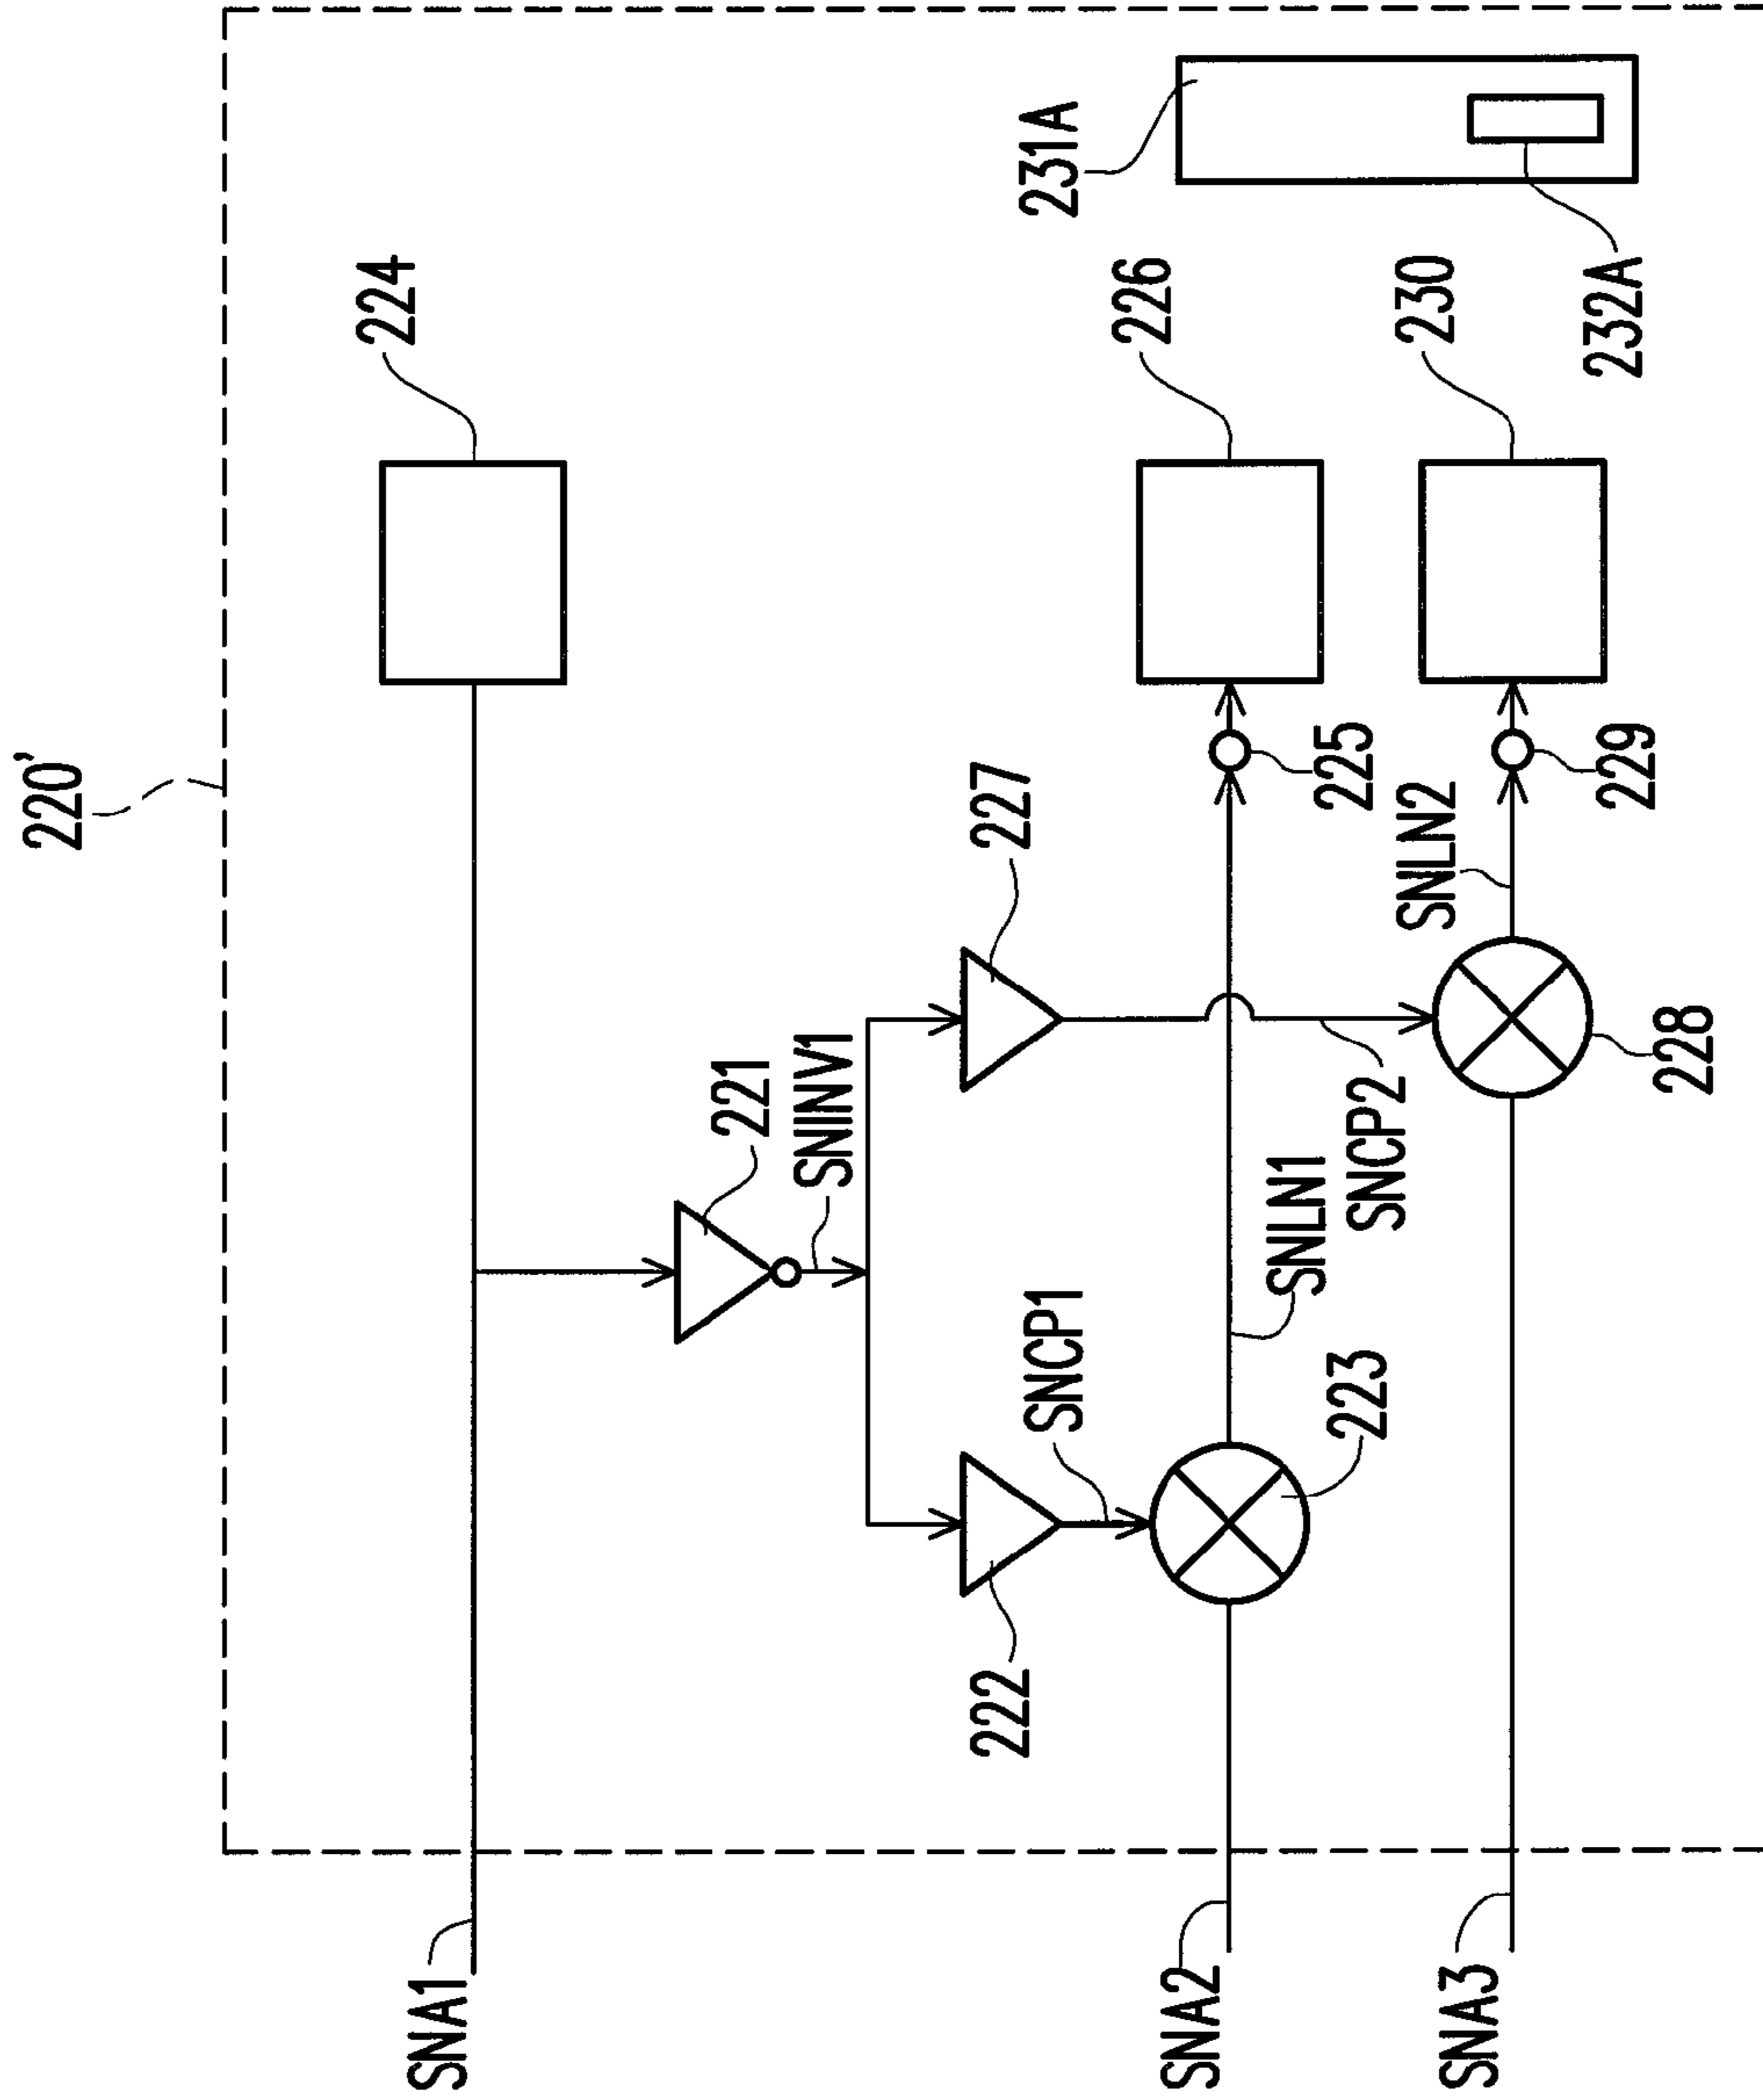 220'
SNA1
224
221
SNINV1
222
227
SNCP1
SNA2
223
SNLN1
225
226
231A
SNCP2
SNA3
228
SNLN2
229
230
232A